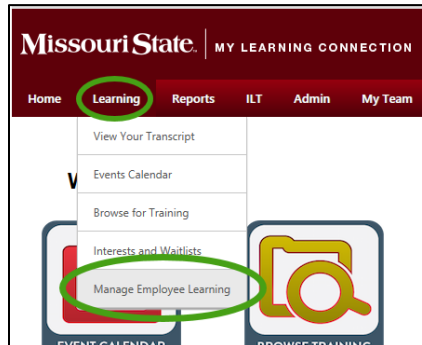 Missouri State. MY LEARNING CONNECTION
Home Learning Reports ILT Admin My Team
View Your Transcript
Events Calendar
W
Browse for Training
Interests and Waitlists
Manage Employee Learning
EVENT CALENDAR BROWSE TRAINING